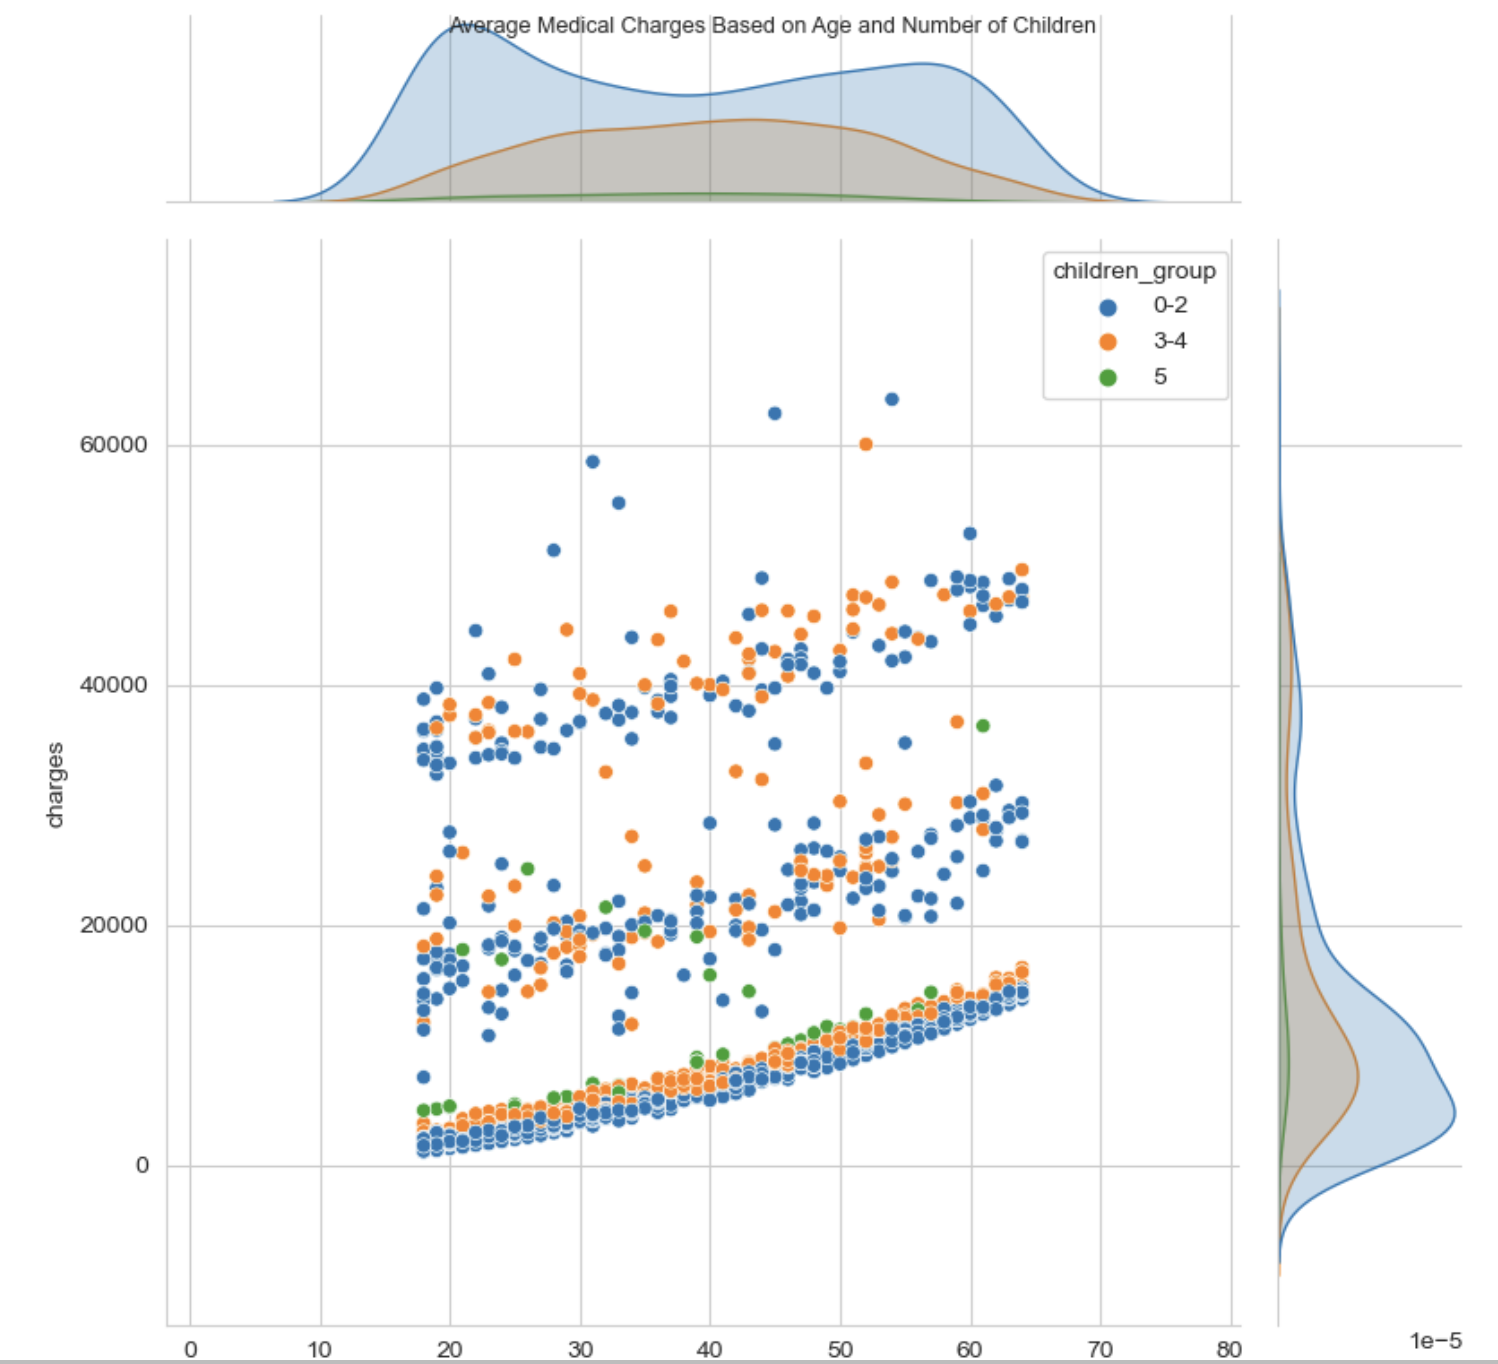 Average Medical Charges Based on Age and Number of Children
children_group
0-2
3-4
5
60000
40000
20000
0
charges
0 10 20 30 40 50 60 70 80
1e−5